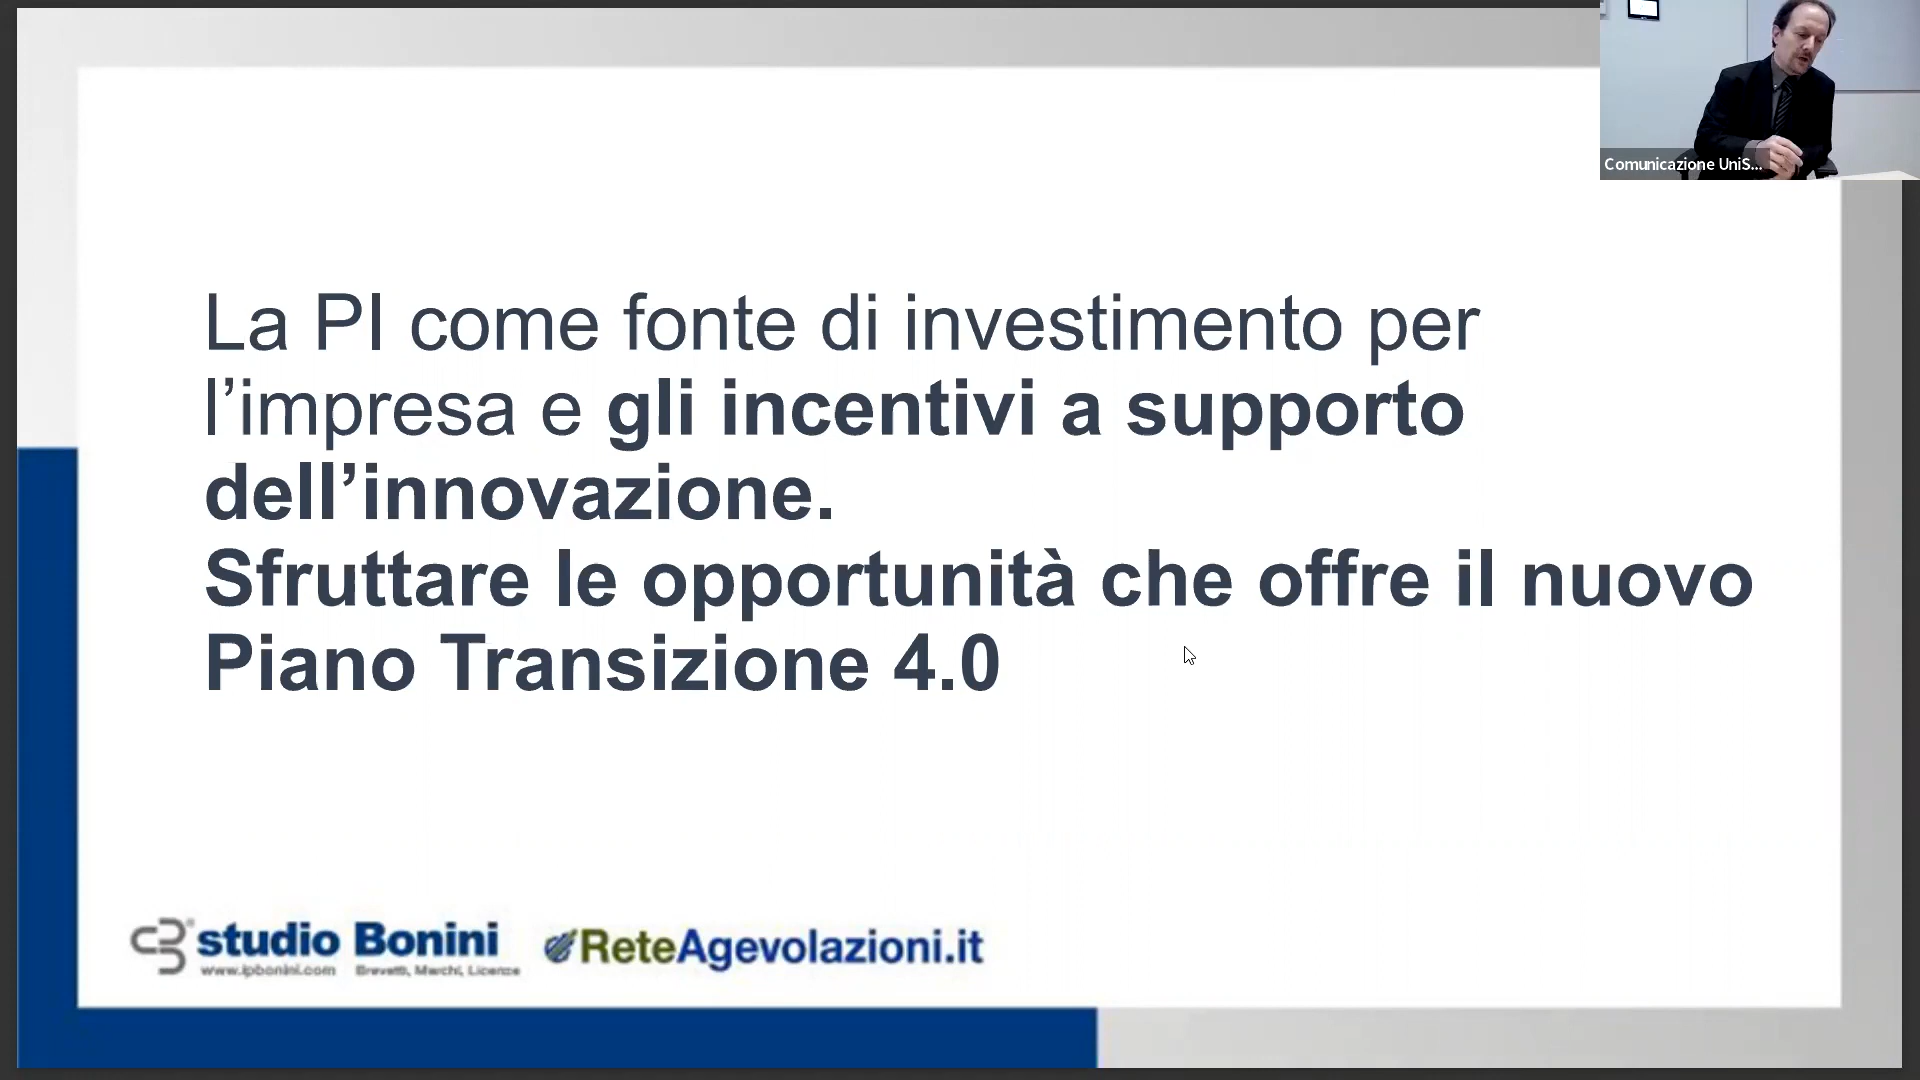 Comunicazione UniS...
La PI come fonte di investimento per
l’impresa e gli incentivi a supporto
dell’innovazione.
Sfruttare le opportunità che offre il nuovo
Piano Transizione 4.0
studio Bonini
www.ipbonini.com Brevetti, Marchi, Licenze
ReteAgevolazioni.it